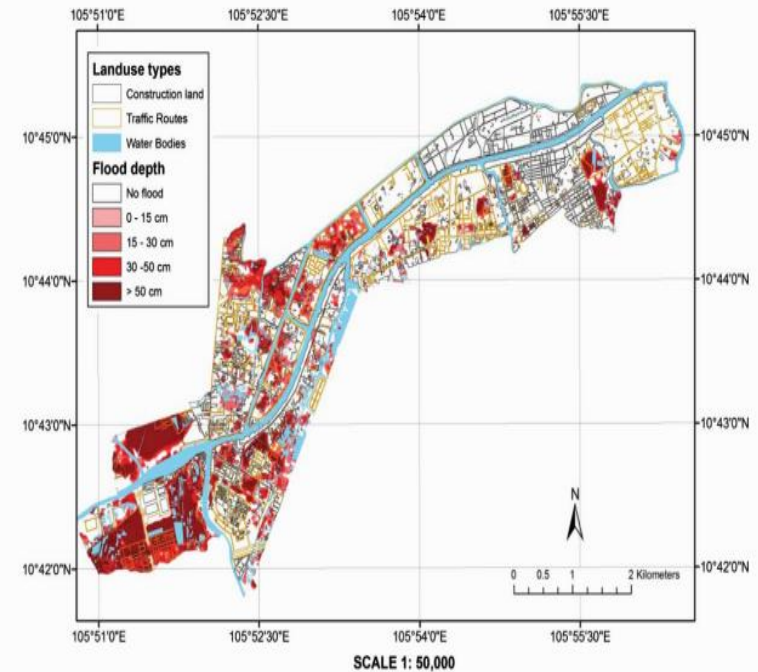 105°51'0"E 105°52'30"E 105°54'0"E 105°55'30"E
Landuse types
Construction land
Traffic Routes
Water Bodies
Flood depth
No flood
0 - 15 cm
15 - 30 cm
30 -50 cm
> 50 cm
10°45'0"N 10°45'0"N
10°44'0"N 10°44'0"N
10°43'0"N 10°43'0"N
N
10°42'0"N 10°42'0"N
0 0.5 1 2 Kilometers
105°51'0"E 105°52'30"E 105°54'0"E 105°55'30"E
SCALE 1: 50,000